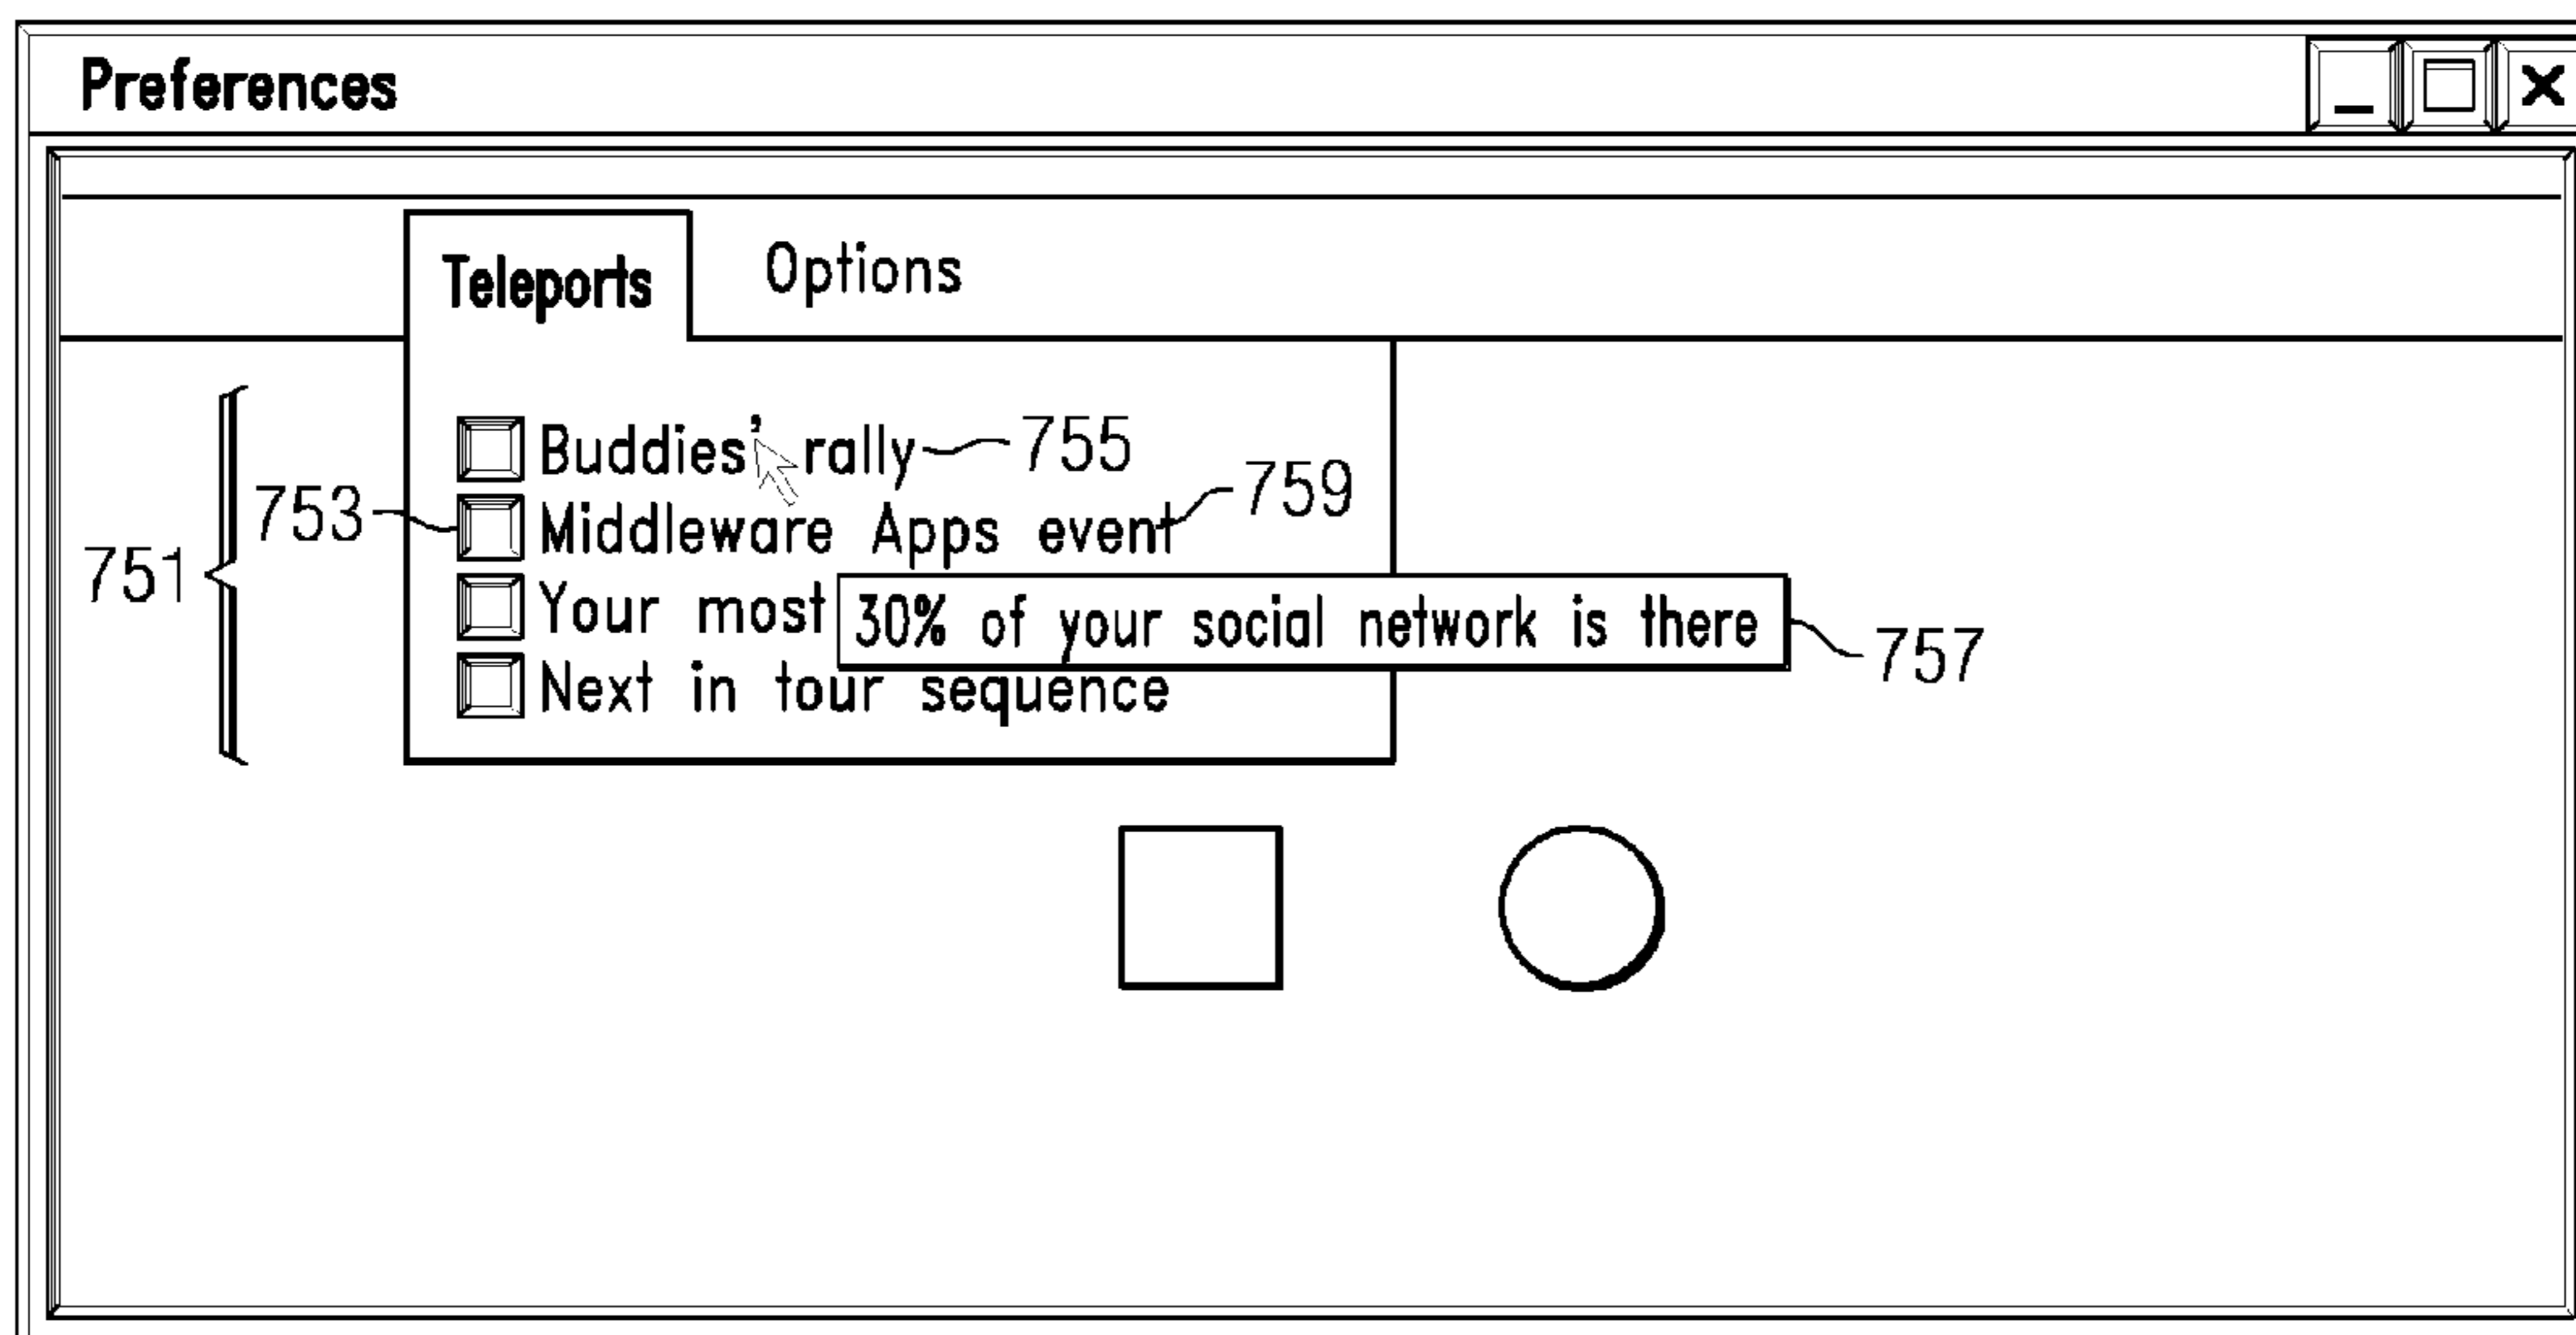 Preferences
Teleports Options
Buddies' rally 755
753 Middleware Apps event 759
751
Your most 30% of your social network is there 757
Next in tour sequence